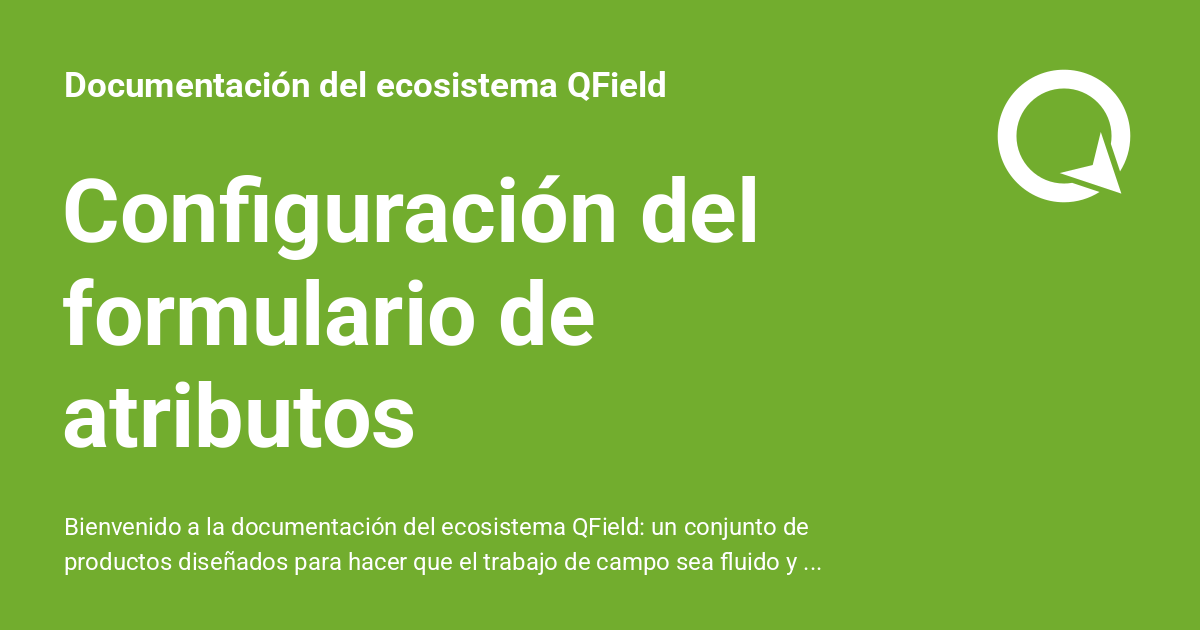 Documentación del ecosistema QField
Configuración del
formulario de
atributos
Bienvenido a la documentación del ecosistema QField: un conjunto de
productos diseñados para hacer que el trabajo de campo sea fluido y ...